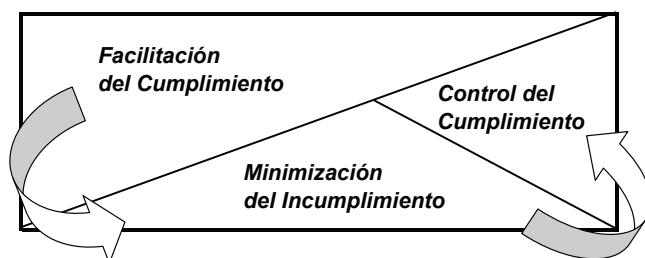 Facilitación
del Cumplimiento
Control del
Cumplimiento
Minimización
del Incumplimiento